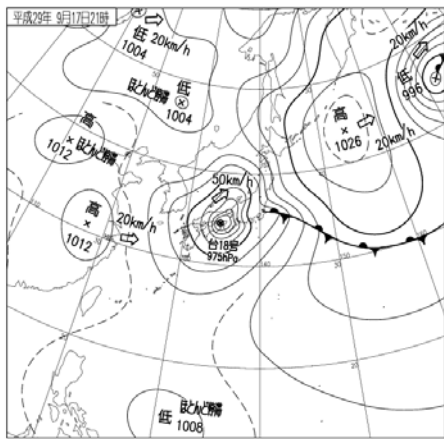 平成29年 9月17日21時
低 20km/h
1004
低
ほとんど停滞
1004
高
ほとんど停滞
1012
高
1012
20km/h
50km/h
台18号
975hPa
高
1026
20km/h
20km/h
低
996
ほとんど停滞
低 1008